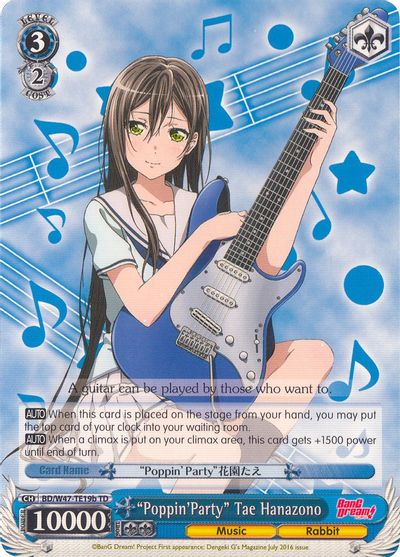 LEVEL
3
2
COST
A guitar can be played by those who want to.
AUTO When this card is placed on the stage from your hand, you may put
the top card of your clock into your waiting room.
AUTO When a climax is put on your climax area, this card gets +1500 power
until end of turn.
Card Name
"Poppin'Party"花園たえ
CH BD/W47-TE19b TD
10000
"Poppin'Party" Tae Hanazono
BanG Dream!
Music
Rabbit
©BanG Dream! Project First appearance: Dengeki G's Magazine July 2016 issue